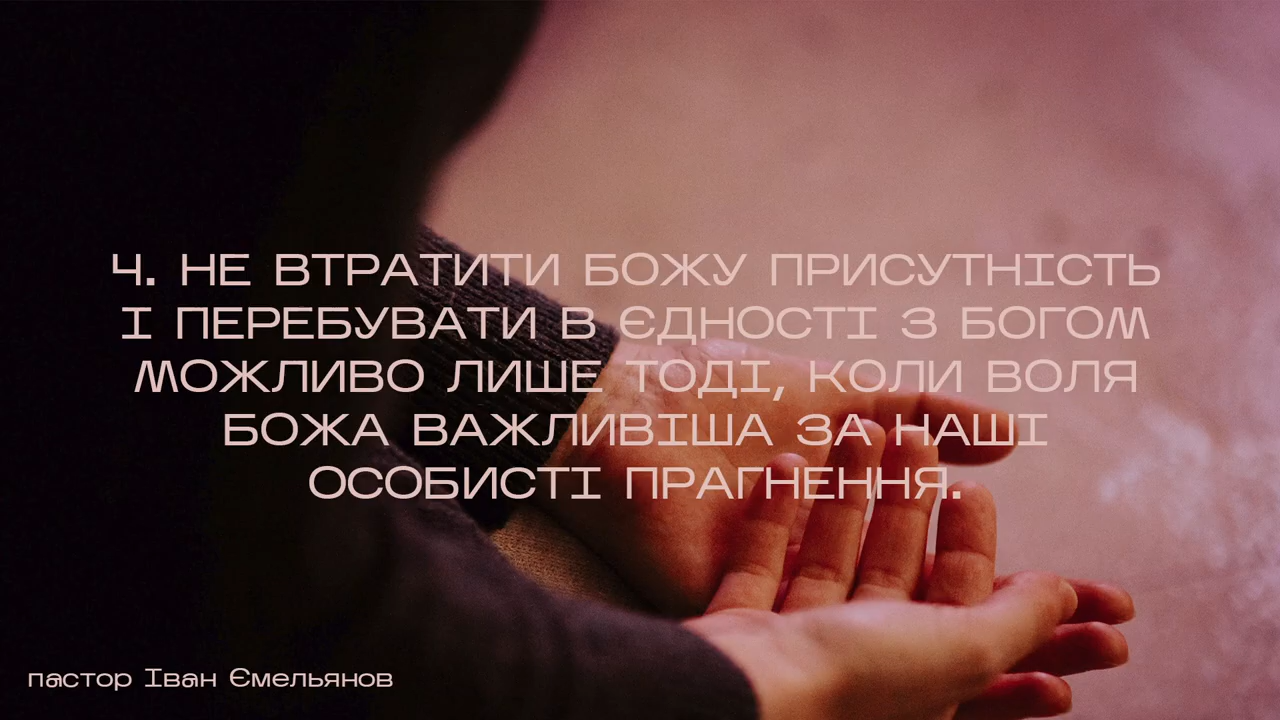 4. НЕ ВТРАТИТИ БОЖУ ПРИСУТНІСТЬ
І ПЕРЕБУВАТИ В ЄДНОСТІ З БОГОМ
МОЖЛИВО ЛИШЕ ТОДІ, КОЛИ ВОЛЯ
БОЖА ВАЖЛИВІША ЗА НАШІ
ОСОБИСТІ ПРАГНЕННЯ.
пастор Іван Ємельянов